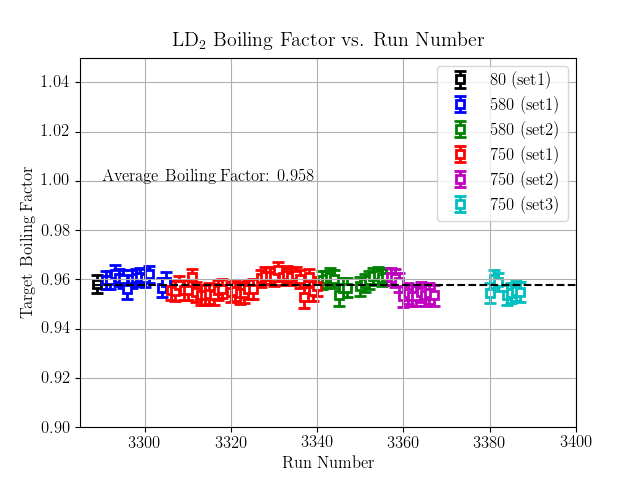 LD₂ Boiling Factor vs. Run Number
1.04
1.02
1.00
0.98
0.96
0.94
0.92
0.90
Target Boiling Factor
Average Boiling Factor: 0.958
80 (set1)
580 (set1)
580 (set2)
750 (set1)
750 (set2)
750 (set3)
3300 3320 3340 3360 3380 3400
Run Number